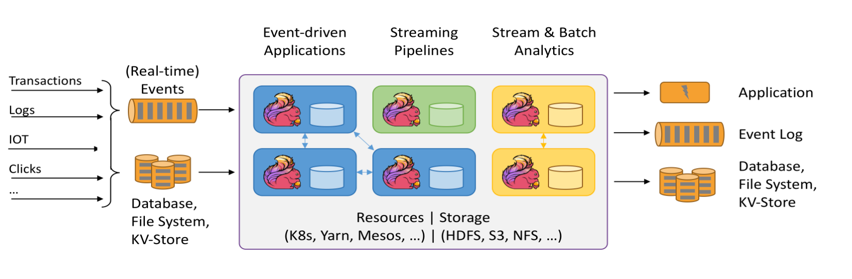 Event-driven
Applications
Streaming
Pipelines
Stream & Batch
Analytics
Transactions
Logs
IOT
Clicks
...
(Real-time)
Events
Database,
File System,
KV-Store
Resources | Storage
(K8s, Yarn, Mesos, ...) | (HDFS, S3, NFS, ...)
Application
Event Log
Database,
File System,
KV-Store